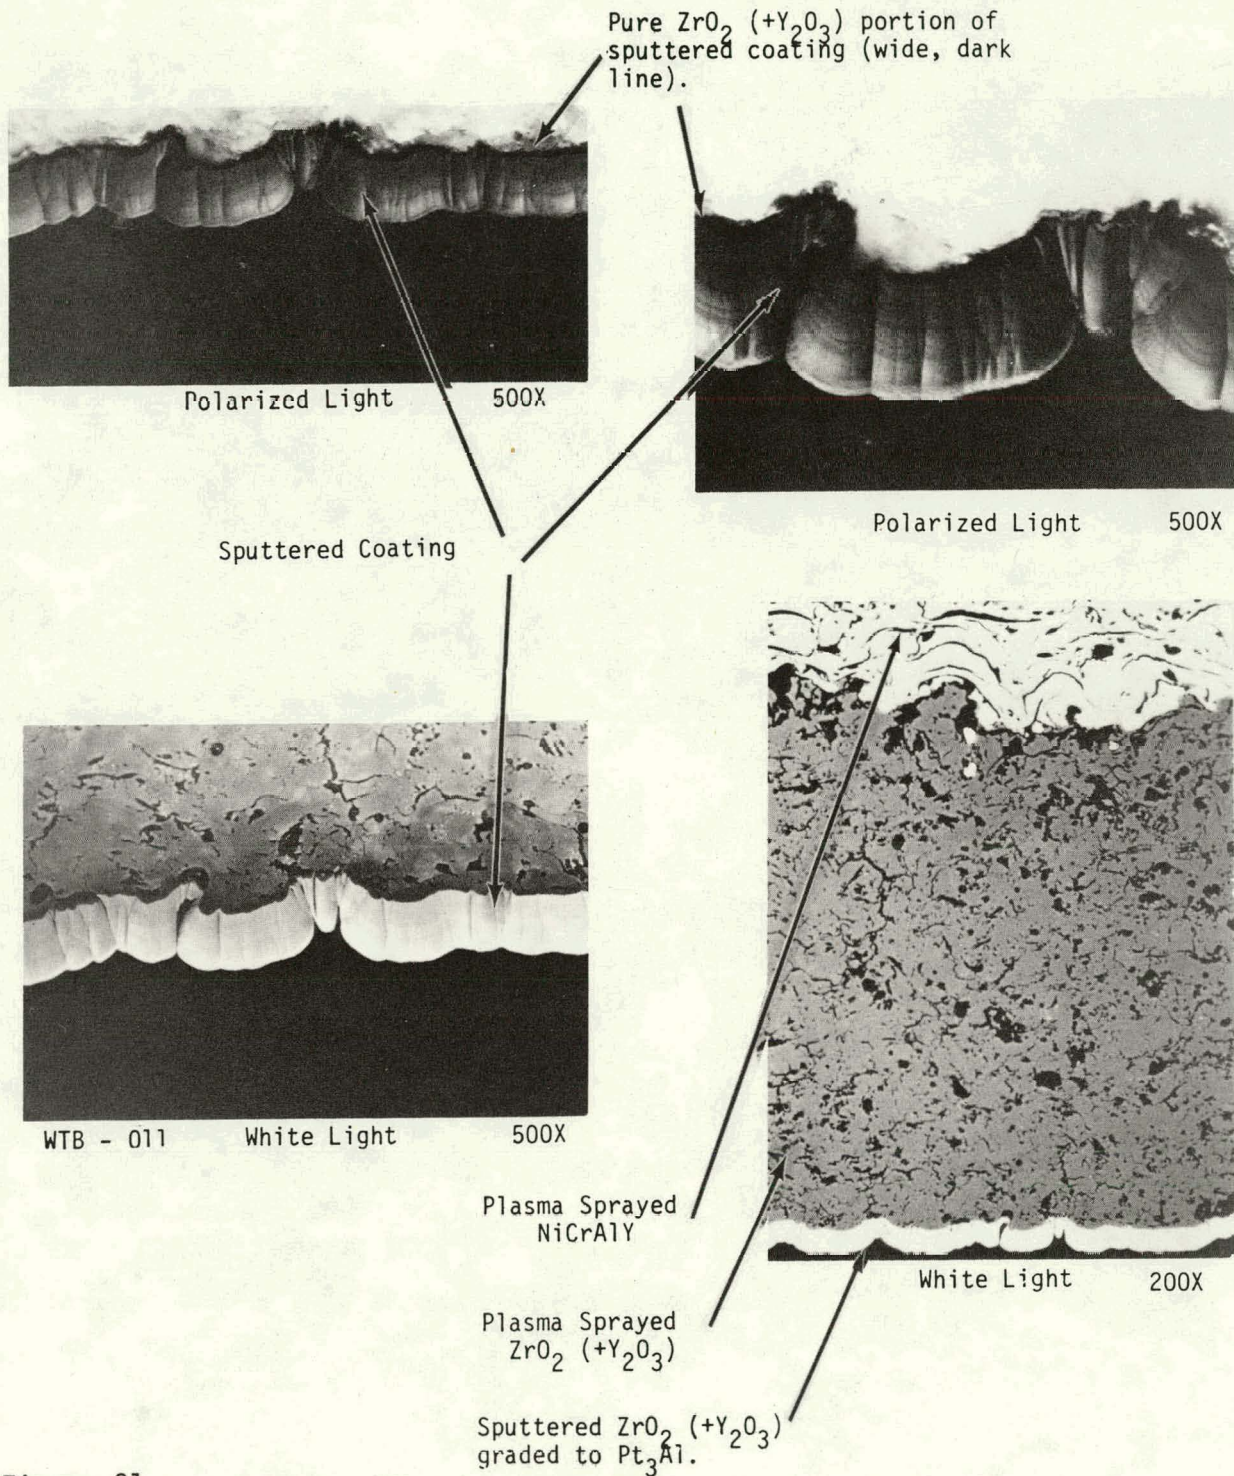 Pure ZrO2 (+Y2O3) portion of
sputtered coating (wide, dark
line).
Polarized Light 500X
Polarized Light 500X
Sputtered Coating
WTB - 011 White Light 500X
Plasma Sprayed
NiCrAlY
White Light 200X
Plasma Sprayed
ZrO2 (+Y2O3)
Sputtered ZrO2 (+Y2O3)
graded to Pt3Al.